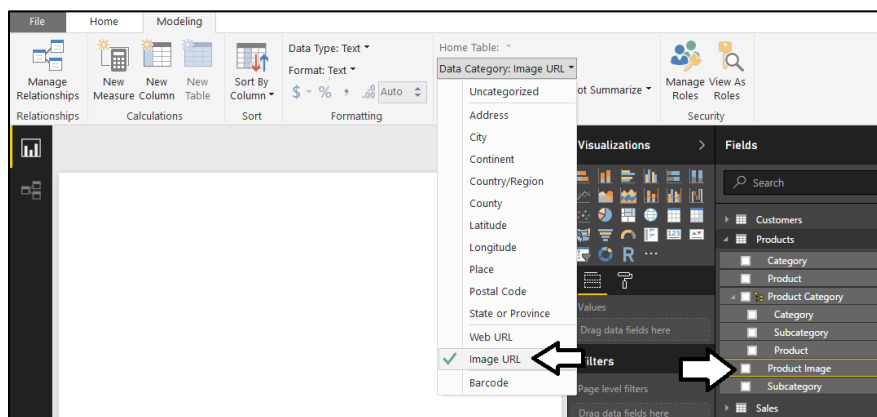 File Home Modeling
Manage Relationships
New Measure
New Column
New Table
Sort By Column
Data Type: Text
Format: Text
$ % , .00 Auto
Home Table:
Data Category: Image URL
ot Summarize
Manage Roles
View As Roles
Relationships
Calculations
Sort
Formatting
Security
Uncategorized
Address
City
Continent
Country/Region
County
Latitude
Longitude
Place
Postal Code
State or Province
Web URL
Image URL
Barcode
Visualizations
R
123
Values
Drag data fields here
ilters
Page level filters
Drag data fields here
Fields
Search
Customers
Products
Category
Product
Product Category
Category
Subcategory
Product
Product Image
Subcategory
Sales